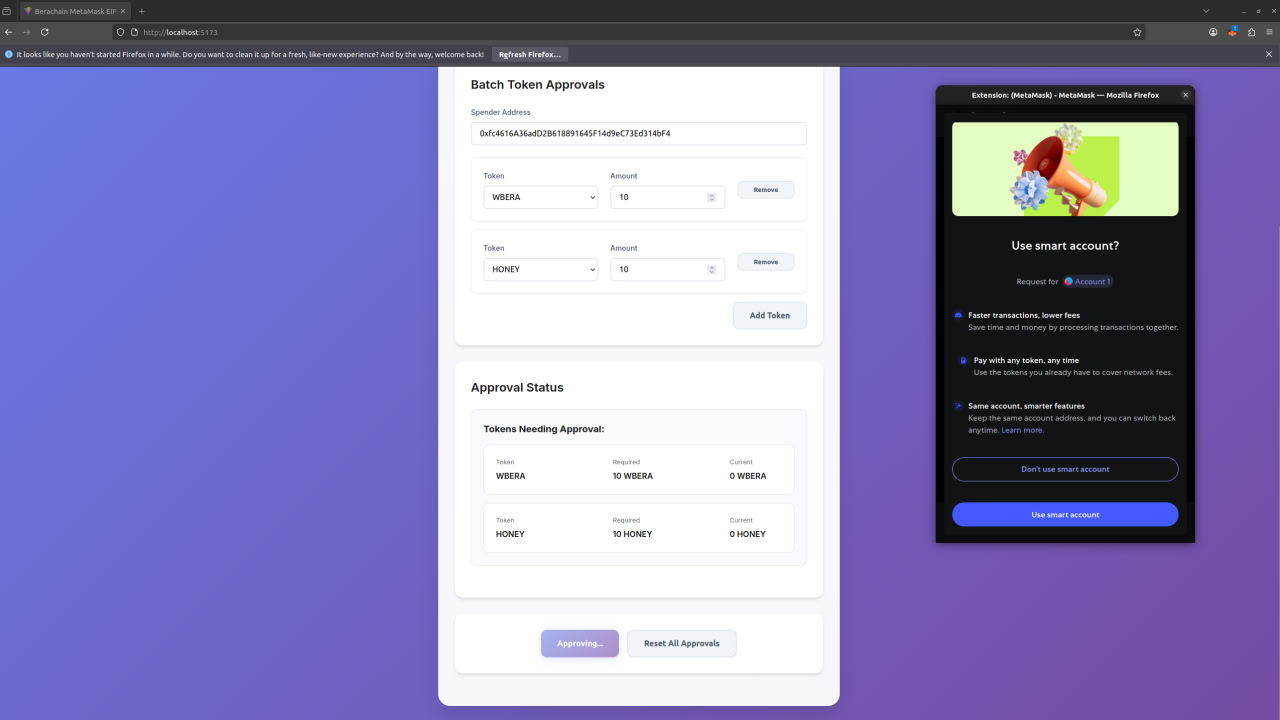 Berachain MetaMask EIP
http://localhost:5173
1
It looks like you haven't started Firefox in a while. Do you want to clean it up for a fresh, like-new experience? And by the way, welcome back!
Refresh Firefox...
Batch Token Approvals
Spender Address
0xfc4616A36adD2B618891645F14d9eC73Ed314bF4
Token
Amount
WBERA
10
Remove
Token
Amount
HONEY
10
Remove
Add Token
Approval Status
Tokens Needing Approval:
Token
Required
Current
WBERA
10 WBERA
0 WBERA
Token
Required
Current
HONEY
10 HONEY
0 HONEY
Approving...
Reset All Approvals
Extension: (MetaMask) - MetaMask — Mozilla Firefox
Use smart account?
Request for Account 1
Faster transactions, lower fees
Save time and money by processing transactions together.
Pay with any token, any time
Use the tokens you already have to cover network fees.
Same account, smarter features
Keep the same account address, and you can switch back
anytime. Learn more.
Don't use smart account
Use smart account